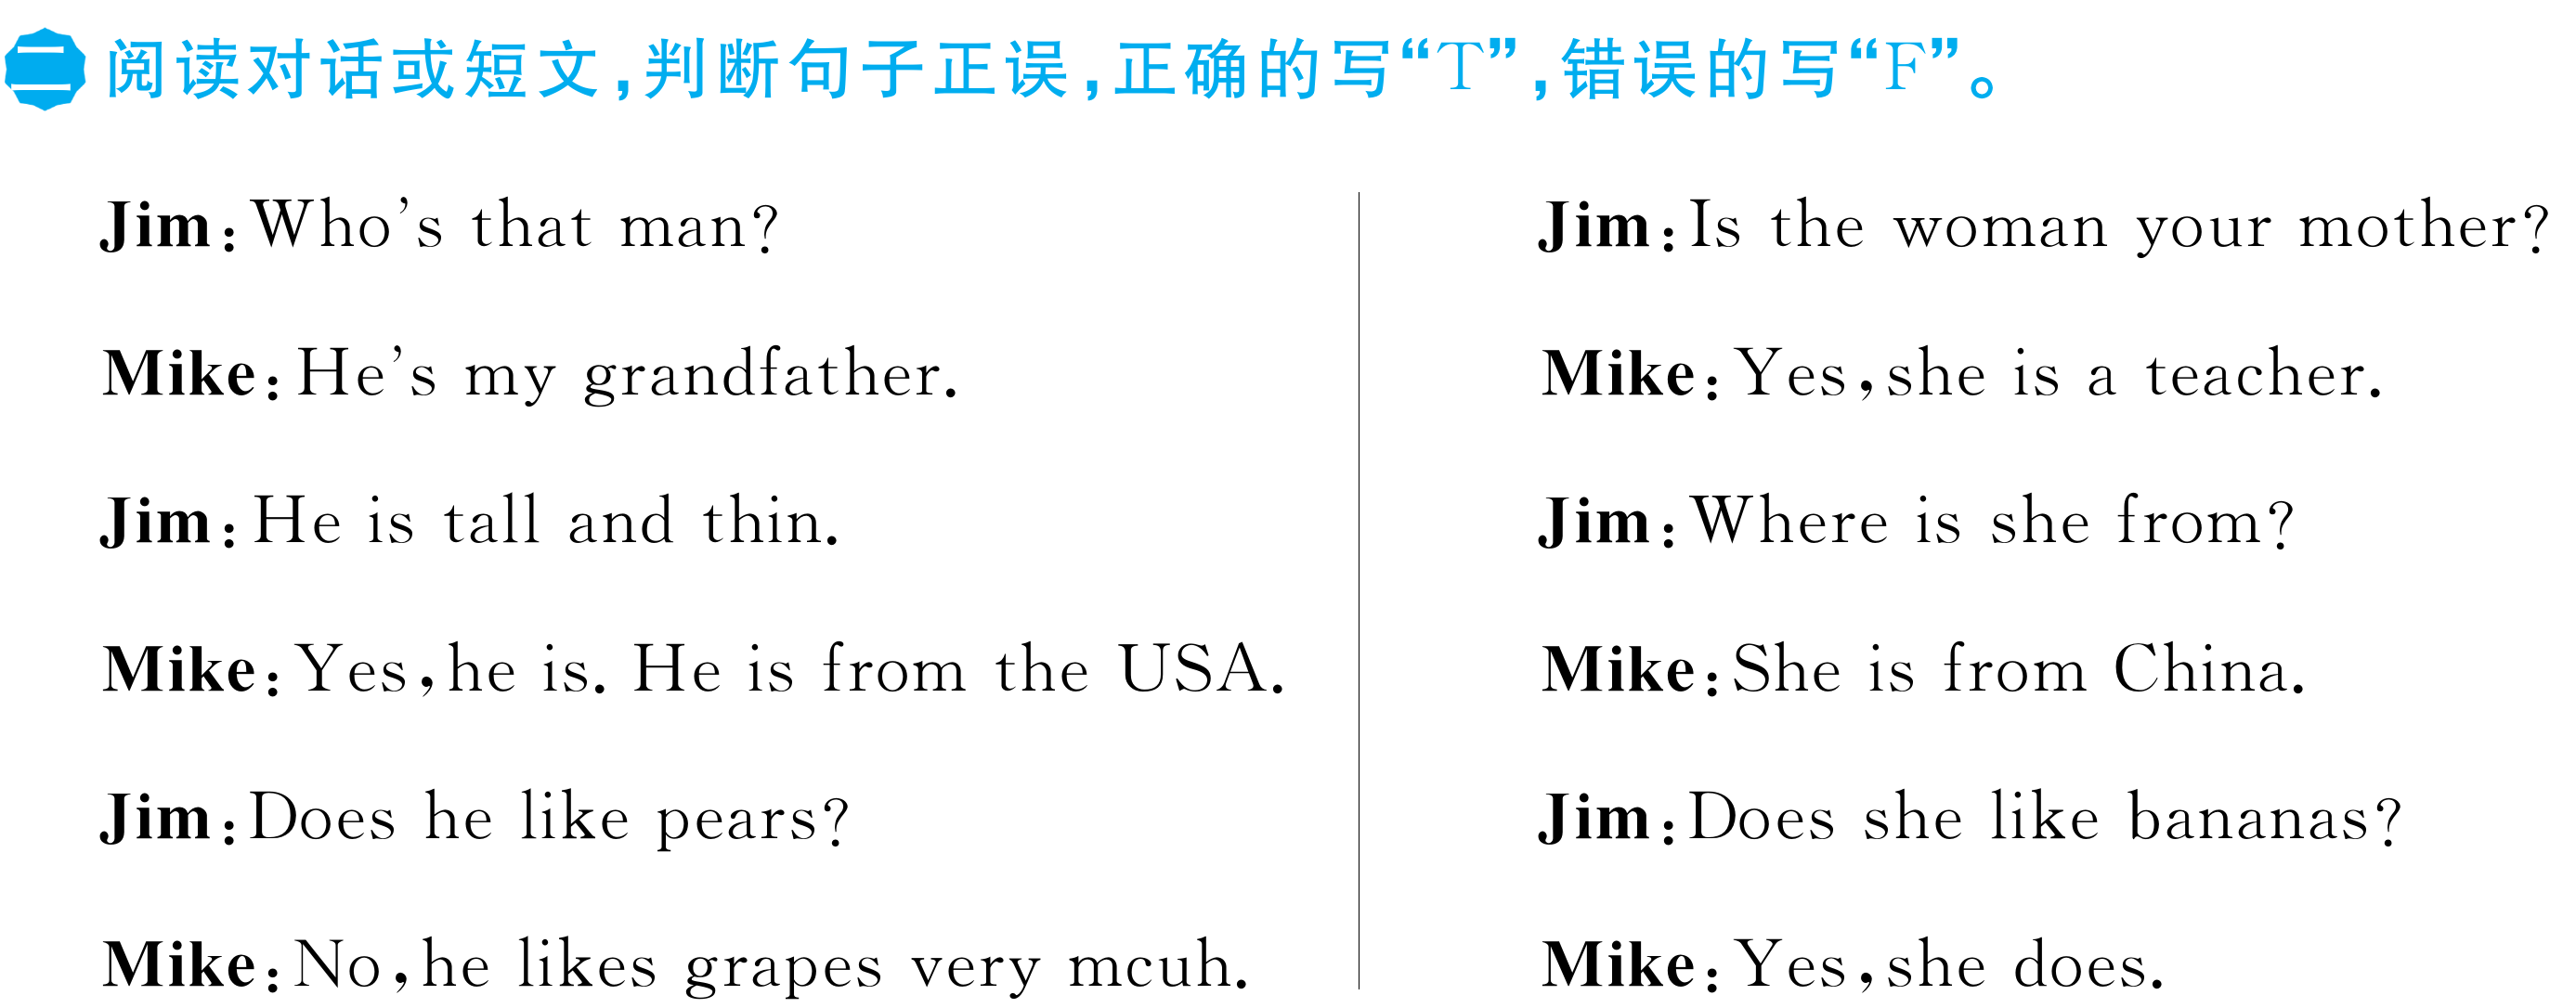 二 阅读对话或短文,判断句子正误,正确的写“T”,错误的写“F”。
Jim:Who's that man?
Mike:He's my grandfather.
Jim:He is tall and thin.
Mike:Yes,he is. He is from the USA.
Jim:Does he like pears?
Mike:No,he likes grapes very mcuh.
Jim:Is the woman your mother?
Mike:Yes,she is a teacher.
Jim:Where is she from?
Mike:She is from China.
Jim:Does she like bananas?
Mike:Yes,she does.